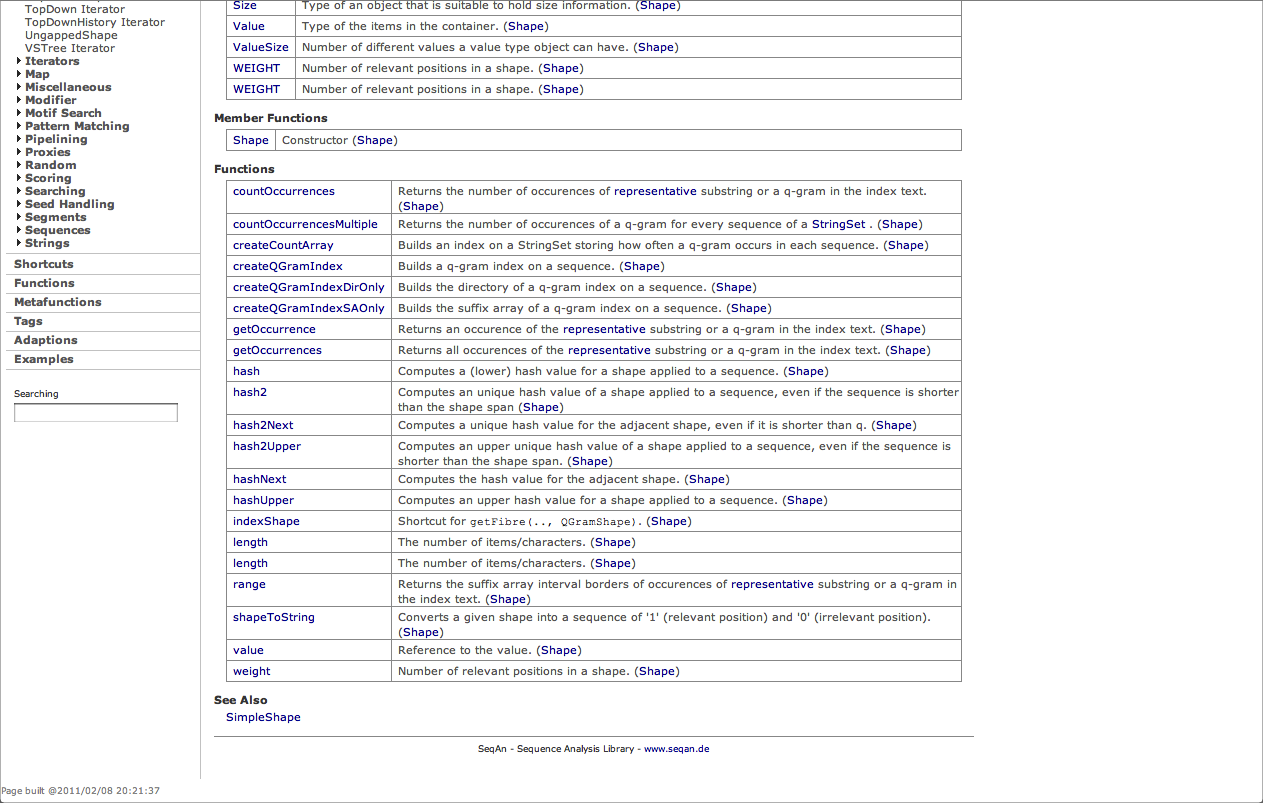 TopDown Iterator
TopDownHistory Iterator
UngappedShape
VSTree Iterator
Iterators
Map
Miscellaneous
Modifier
Motif Search
Pattern Matching
Pipelining
Proxies
Random
Scoring
Searching
Seed Handling
Segments
Sequences
Strings
Shortcuts
Functions
Metafunctions
Tags
Adaptions
Examples
Searching
Size Type of an object that is suitable to hold size information. (Shape)
Value Type of the items in the container. (Shape)
ValueSize Number of different values a value type object can have. (Shape)
WEIGHT Number of relevant positions in a shape. (Shape)
WEIGHT Number of relevant positions in a shape. (Shape)
Member Functions
Shape Constructor (Shape)
Functions
countOccurrences Returns the number of occurences of representative substring or a q-gram in the index text.
(Shape)
countOccurrencesMultiple Returns the number of occurences of a q-gram for every sequence of a StringSet . (Shape)
createCountArray Builds an index on a StringSet storing how often a q-gram occurs in each sequence. (Shape)
createQGramIndex Builds a q-gram index on a sequence. (Shape)
createQGramIndexDirOnly Builds the directory of a q-gram index on a sequence. (Shape)
createQGramIndexSAOnly Builds the suffix array of a q-gram index on a sequence. (Shape)
getOccurrence Returns an occurence of the representative substring or a q-gram in the index text. (Shape)
getOccurrences Returns all occurences of the representative substring or a q-gram in the index text. (Shape)
hash Computes a (lower) hash value for a shape applied to a sequence. (Shape)
hash2 Computes an unique hash value of a shape applied to a sequence, even if the sequence is shorter
than the shape span (Shape)
hash2Next Computes a unique hash value for the adjacent shape, even if it is shorter than q. (Shape)
hash2Upper Computes an upper unique hash value of a shape applied to a sequence, even if the sequence is
shorter than the shape span. (Shape)
hashNext Computes the hash value for the adjacent shape. (Shape)
hashUpper Computes an upper hash value for a shape applied to a sequence. (Shape)
indexShape Shortcut for getFibre(.., QGramShape). (Shape)
length The number of items/characters. (Shape)
length The number of items/characters. (Shape)
range Returns the suffix array interval borders of occurences of representative substring or a q-gram in
the index text. (Shape)
shapeToString Converts a given shape into a sequence of '1' (relevant position) and '0' (irrelevant position).
(Shape)
value Reference to the value. (Shape)
weight Number of relevant positions in a shape. (Shape)
See Also
SimpleShape
SeqAn - Sequence Analysis Library - www.seqan.de
Page built @2011/02/08 20:21:37